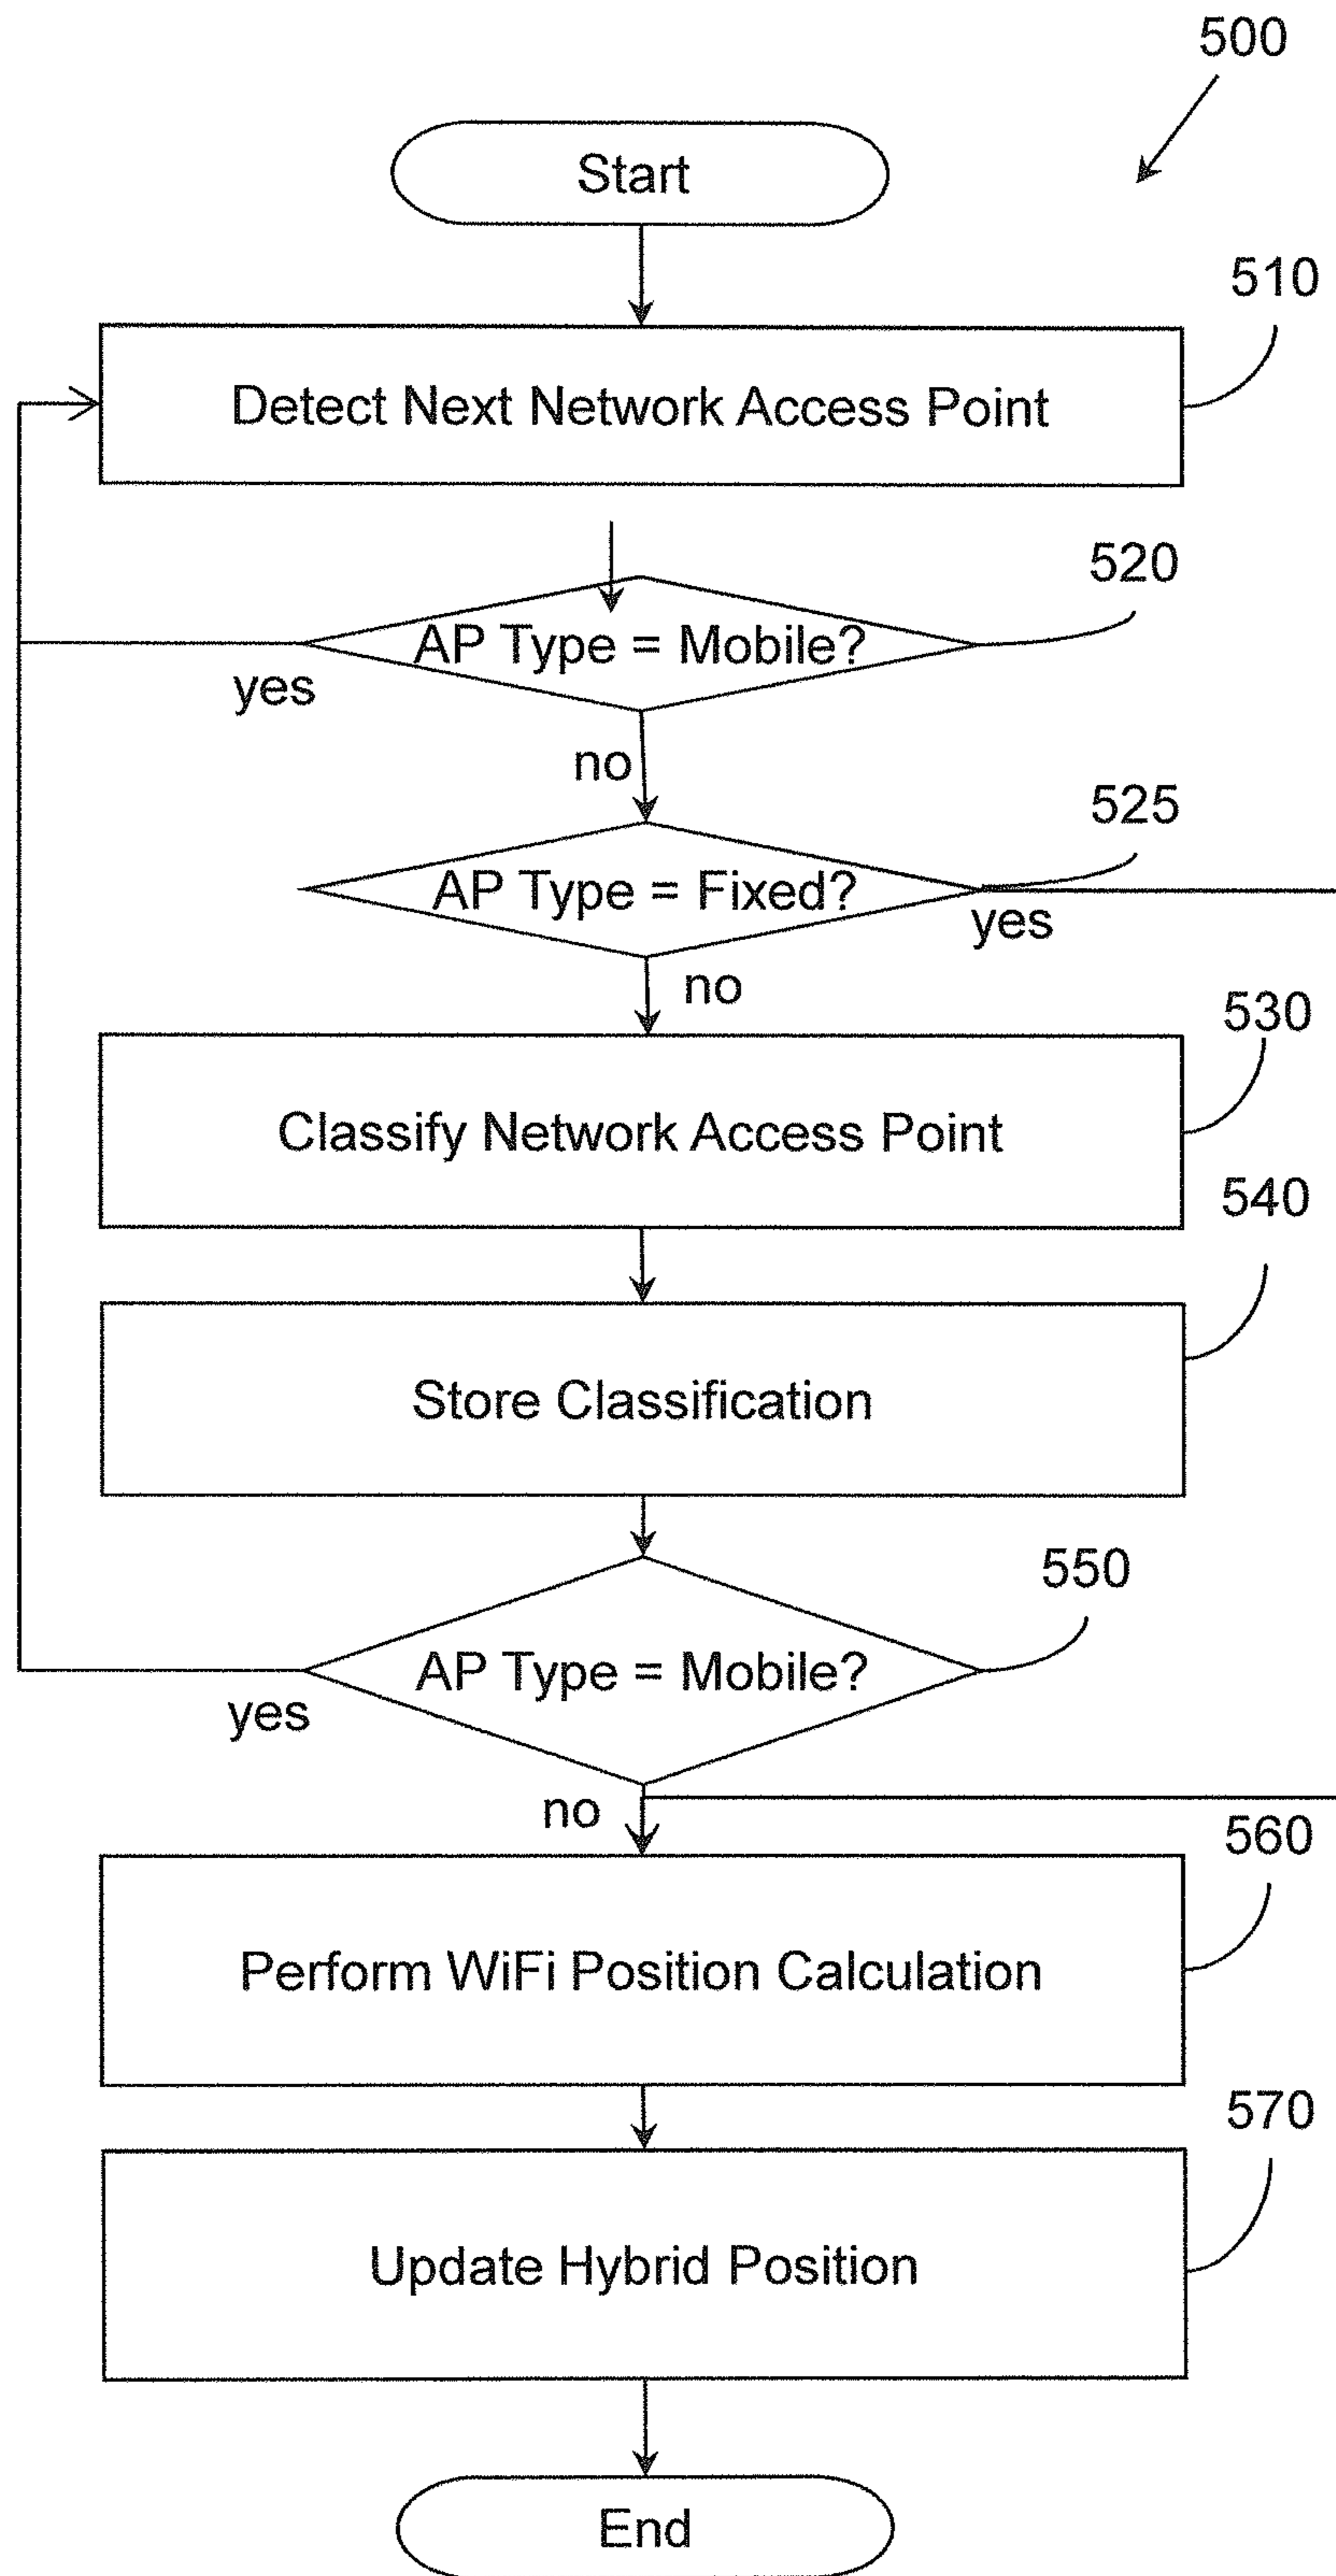 500
Start
510
Detect Next Network Access Point
520
AP Type = Mobile?
yes
no
525
AP Type = Fixed?
yes
no
530
Classify Network Access Point
540
Store Classification
550
AP Type = Mobile?
yes
no
560
Perform WiFi Position Calculation
570
Update Hybrid Position
End